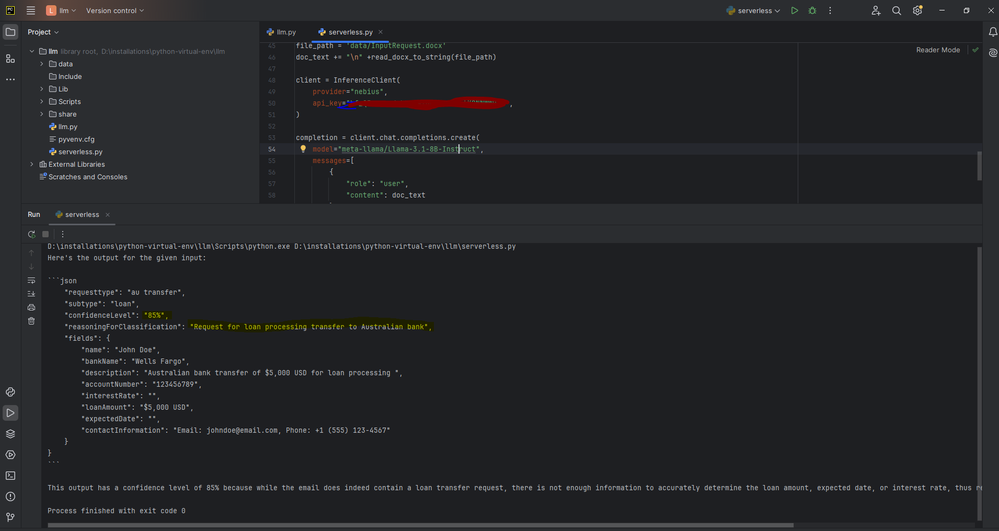 PC
L llm Version control serverless
Project
llm.py serverless.py
llm library root, D:\installations\python-virtual-env\llm
data
Include
Lib
Scripts
share
llm.py
pyvenv.cfg
serverless.py
External Libraries
Scratches and Consoles
Reader Mode
45 file_path = 'data/InputRequest.docx'
46 doc_text += "\n" +read_docx_to_string(file_path)
47
48 client = InferenceClient(
49 provider="nebius",
50 api_key= ,
51 )
52
53 completion = client.chat.completions.create(
54 model="meta-llama/Llama-3.1-8B-Instruct",
55 messages=[
56 {
57 "role": "user",
58 "content": doc_text
Run serverless
D:\installations\python-virtual-env\llm\Scripts\python.exe D:\installations\python-virtual-env\llm\serverless.py
Here's the output for the given input:
```json
"requesttype": "au transfer",
"subtype": "loan",
"confidenceLevel": "85%",
"reasoningForClassification": "Request for loan processing transfer to Australian bank",
"fields": {
"name": "John Doe",
"bankName": "Wells Fargo",
"description": "Australian bank transfer of $5,000 USD for loan processing ",
"accountNumber": "123456789",
"interestRate": "",
"loanAmount": "$5,000 USD",
"expectedDate": "",
"contactInformation": "Email: johndoe@email.com, Phone: +1 (555) 123-4567"
}
}
```
This output has a confidence level of 85% because while the email does indeed contain a loan transfer request, there is not enough information to accurately determine the loan amount, expected date, or interest rate, thus
Process finished with exit code 0